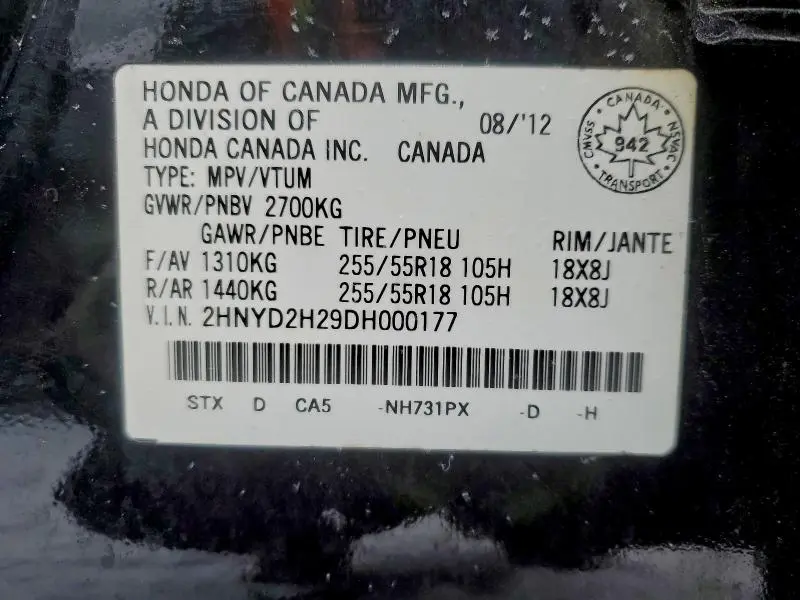 HONDA OF CANADA MFG.,
A DIVISION OF 08/'12
HONDA CANADA INC. CANADA
TYPE: MPV/VTUM
GVWR/PNBV 2700KG
GAWR/PNBE TIRE/PNEU RIM/JANTE
F/AV 1310KG 255/55R18 105H 18X8J
R/AR 1440KG 255/55R18 105H 18X8J
V.I.N. 2HNYD2H29DH000177
STX D CA5 -NH731PX -D -H
CANADA
CMVSS 942 NSVAC
TRANSPORT